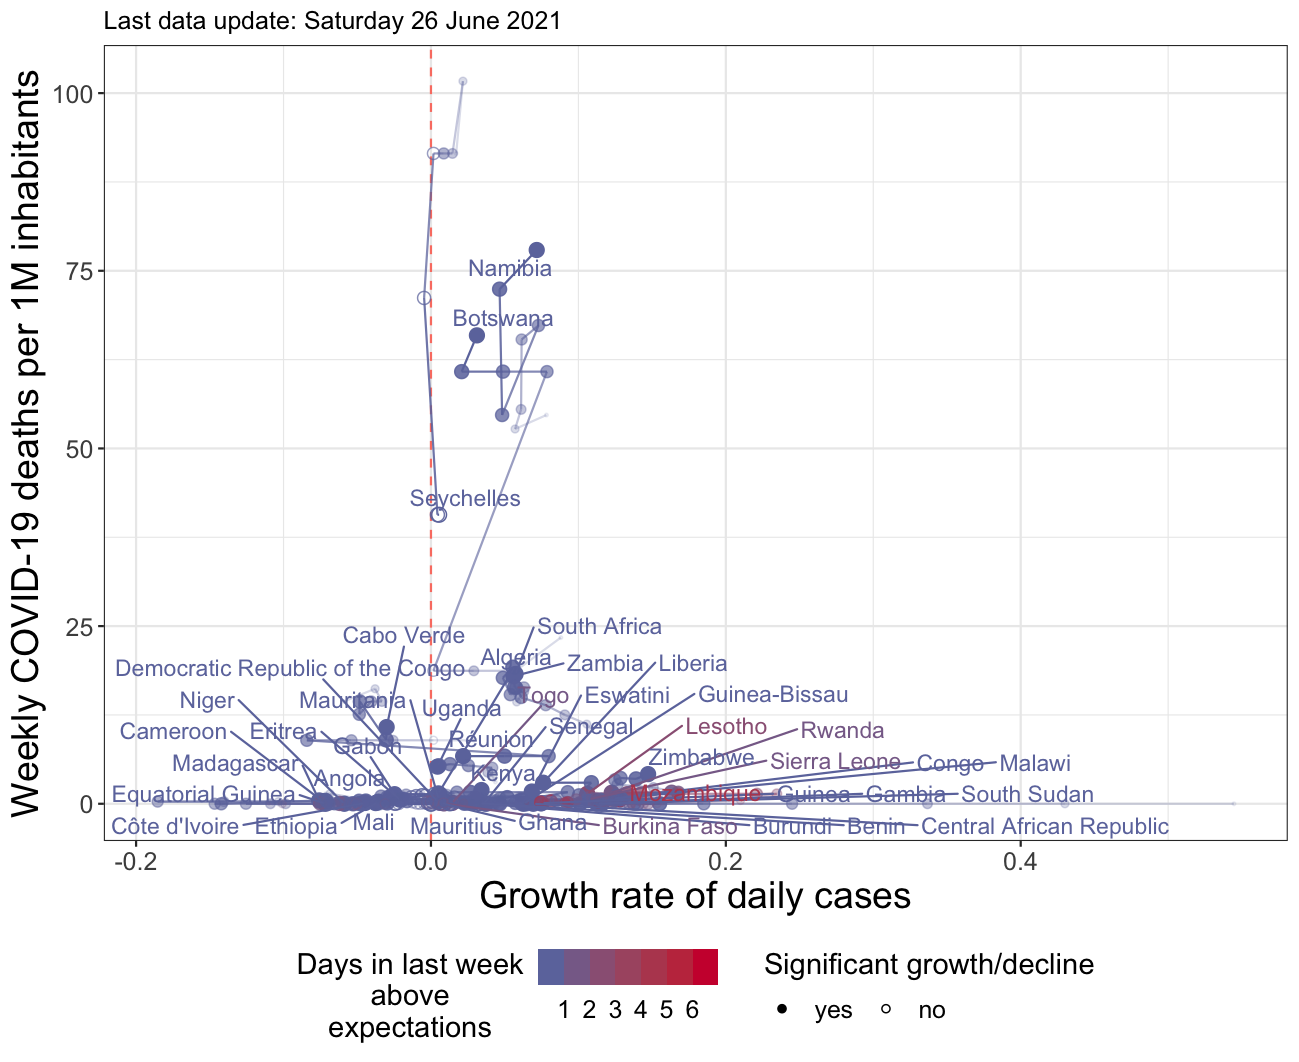 Last data update: Saturday 26 June 2021
Weekly COVID-19 deaths per 1M inhabitants
100
75
50
25
0
Namibia
Botswana
Seychelles
Cabo Verde
South Africa
Democratic Republic of the Congo
Algeria
Zambia
Liberia
Niger
Mauritania
Togo
Eswatini
Guinea-Bissau
Uganda
Cameroon
Eritrea
Gabon
Réunion
Senegal
Lesotho
Rwanda
Madagascar
Angola
Kenya
Zimbabwe
Sierra Leone
Congo
Malawi
Equatorial Guinea
Mozambique
Guinea
Gambia
South Sudan
Côte d'Ivoire
Ethiopia
Mali
Mauritius
Ghana
Burkina Faso
Burundi
Benin
Central African Republic
-0.2
0.0
0.2
0.4
Growth rate of daily cases
Days in last week
above
expectations
1 2 3 4 5 6
Significant growth/decline
yes
no